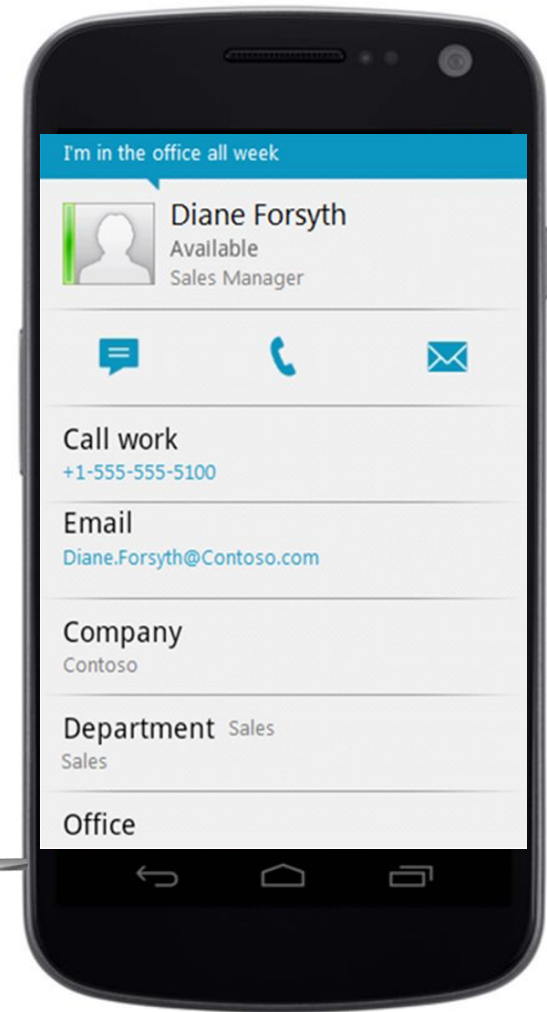 I'm in the office all week
Diane Forsyth
Available
Sales Manager
Call work
+1-555-555-5100
Email
Diane.Forsyth@Contoso.com
Company
Contoso
Department Sales
Sales
Office